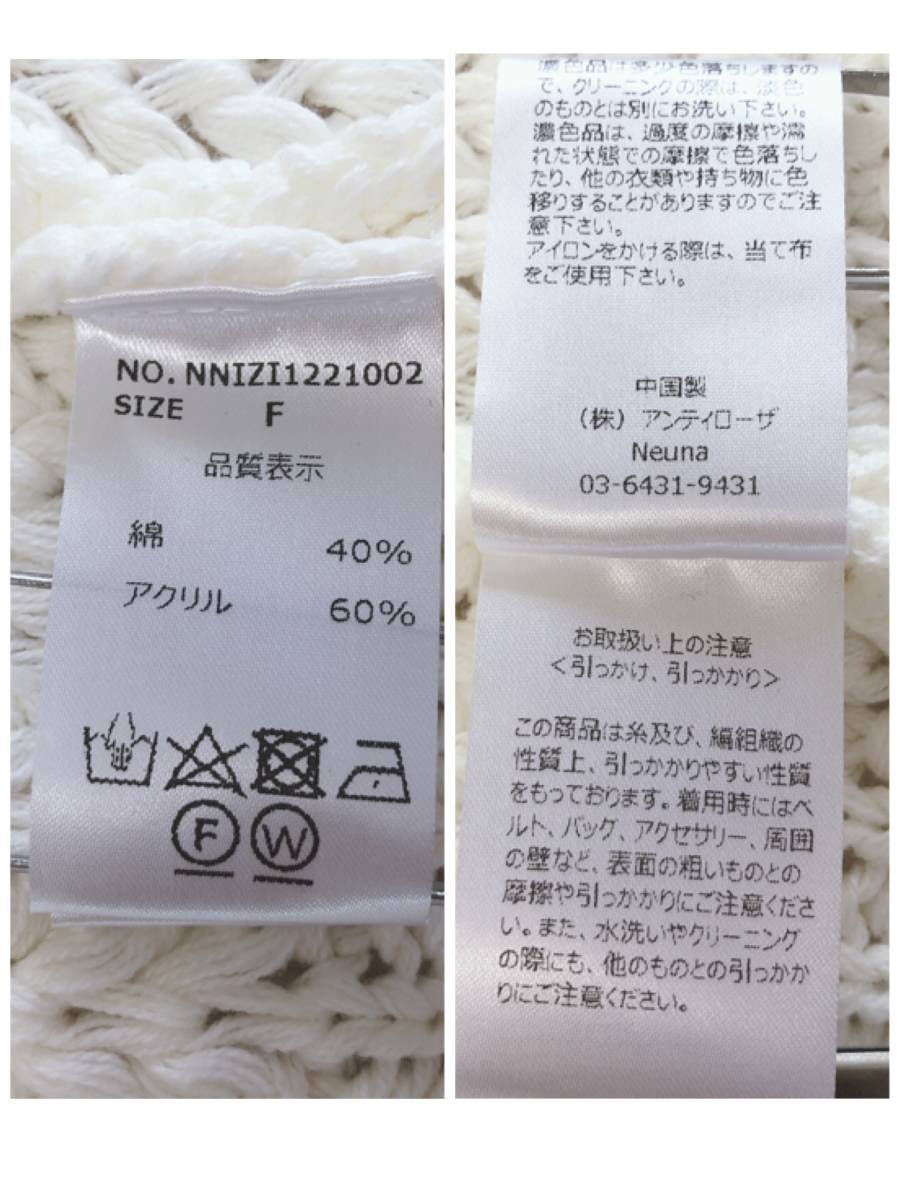 NO. NNIZI1221002
SIZE F
品質表示
綿 40%
アクリル 60%
F W
濃色品は多少色落ちしますの
で、クリーニングの際は、淡色
のものとは別にお洗い下さい。
濃色品は、過度の摩擦や濡
れた状態での摩擦で色落ちし
たり、他の衣類や持ち物に色
移りすることがありますのでご注
意下さい。
アイロンをかける際は、当て布
をご使用下さい。
中国製
（株）アンティローザ
Neuna
03-6431-9431
お取扱い上の注意
＜引っかけ、引っかかり＞
この商品は糸及び、編組織の
性質上、引っかかりやすい性質
をもっております。着用時にはベ
ルト、バッグ、アクセサリー、周囲
の壁など、表面の粗いものとの
摩擦や引っかかりにご注意くださ
い。また、水洗いやクリーニング
の際にも、他のものとの引っかか
りにご注意ください。